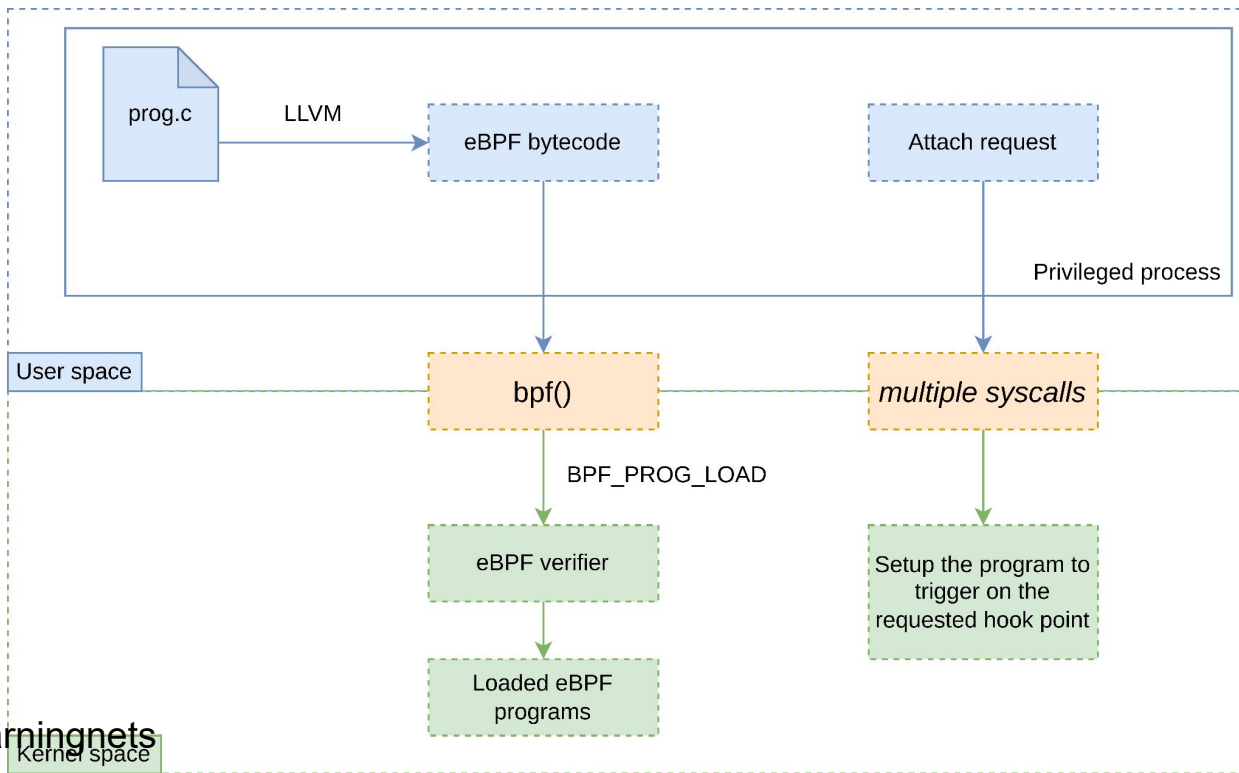 prog.c
LLVM
eBPF bytecode
Attach request
Privileged process
User space
bpf()
multiple syscalls
BPF_PROG_LOAD
eBPF verifier
Setup the program to
trigger on the
requested hook point
Loaded eBPF
programs
rningnets
Kernel space